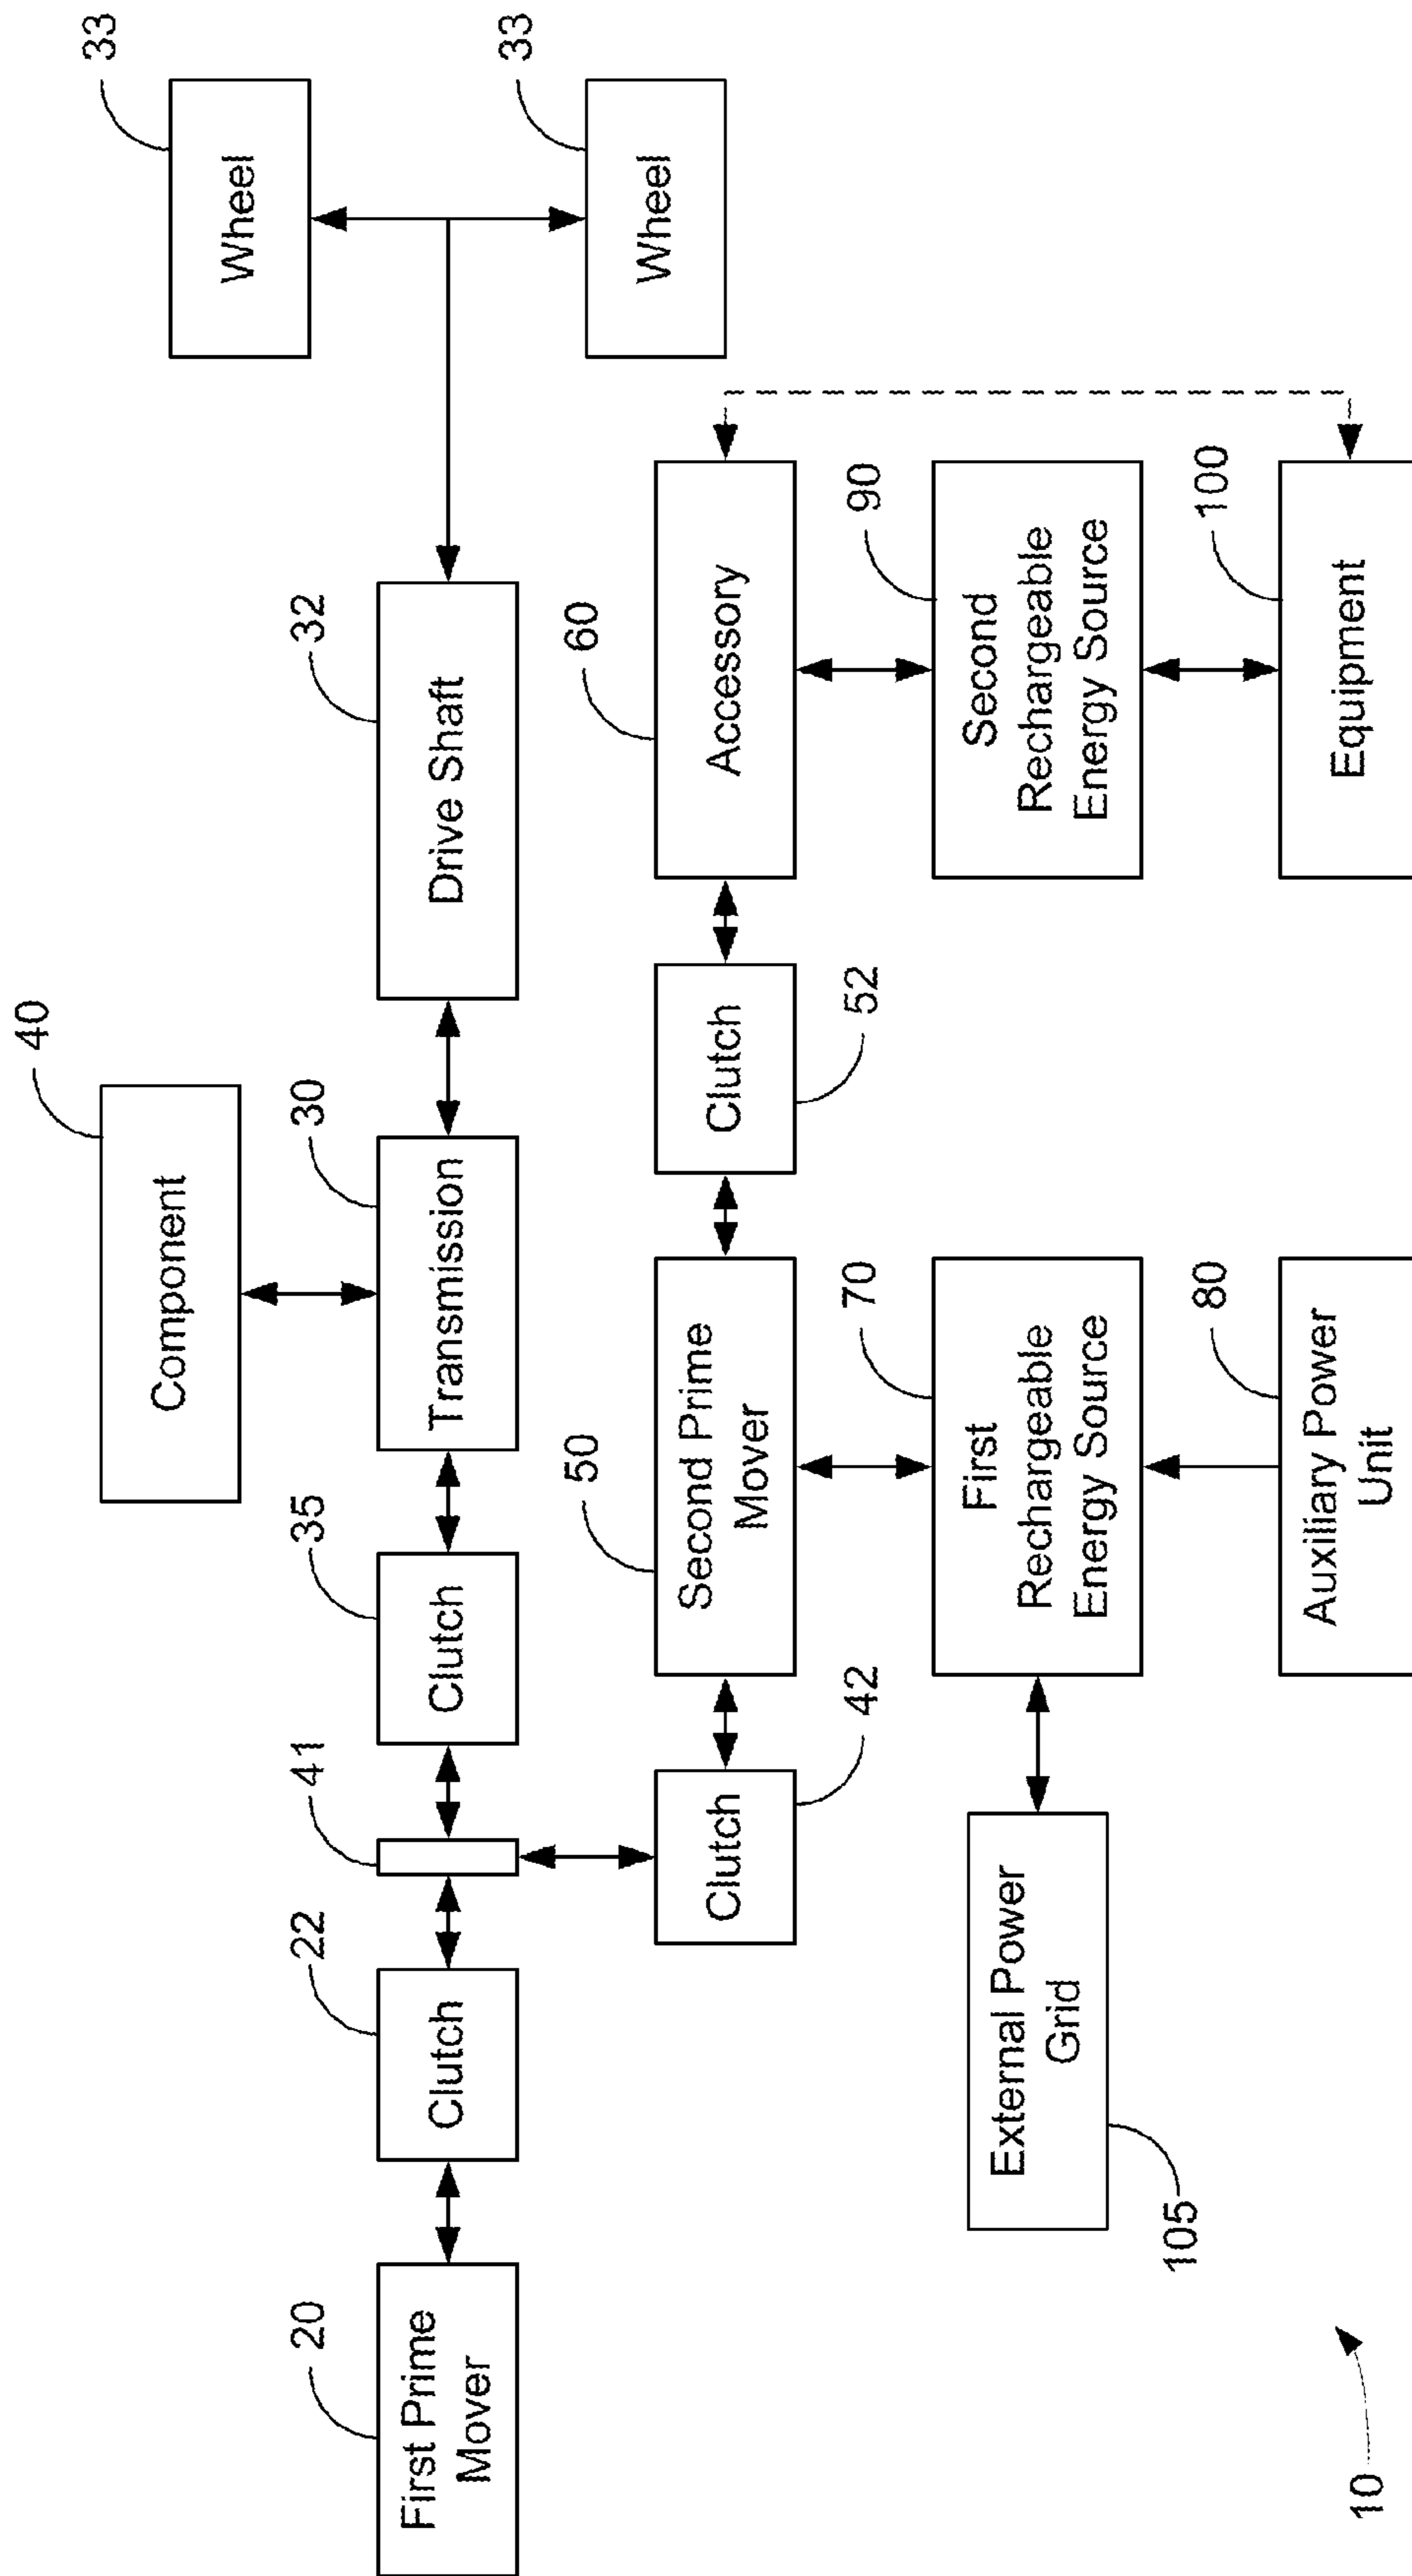 33
Wheel
33
Wheel
40
Component
20
First Prime
Mover
22
Clutch
41
35
Clutch
30
Transmission
32
Drive Shaft
42
Clutch
50
Second Prime
Mover
52
Clutch
60
Accessory
105
External Power
Grid
70
First
Rechargeable
Energy Source
90
Second
Rechargeable
Energy Source
80
Auxiliary Power
Unit
100
Equipment
10